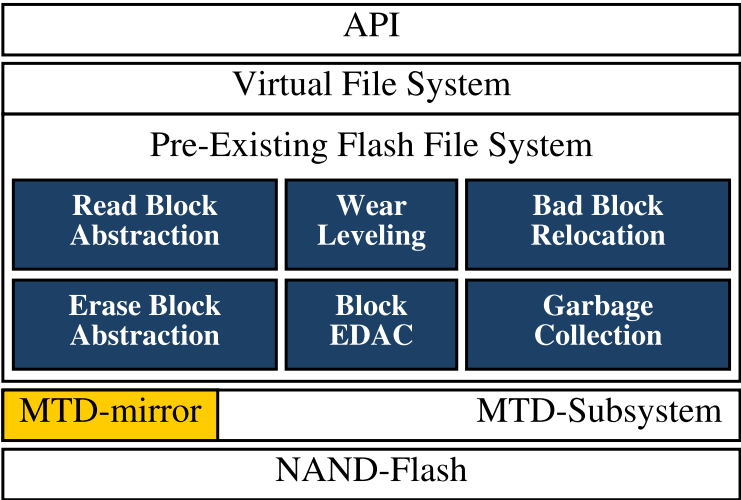 API
Virtual File System
Pre-Existing Flash File System
Read Block
Abstraction
Wear
Leveling
Bad Block
Relocation
Erase Block
Abstraction
Block
EDAC
Garbage
Collection
MTD-mirror
MTD-Subsystem
NAND-Flash